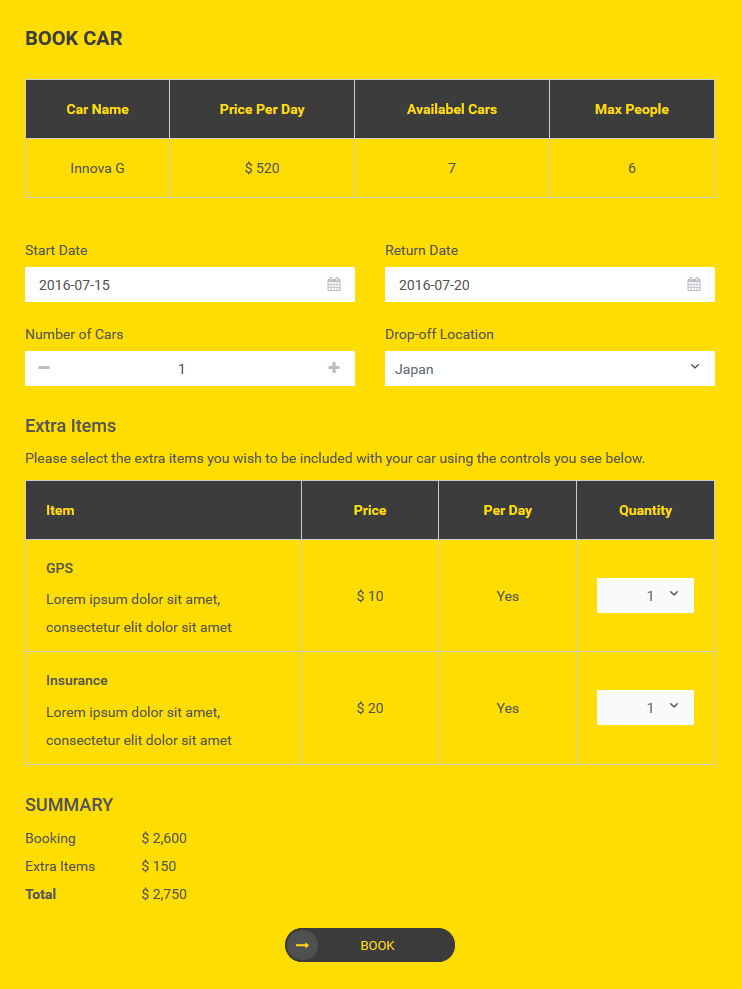 BOOK CAR
Car Name Price Per Day Availabel Cars Max People
Innova G $ 520 7 6
Start Date Return Date
2016-07-15 2016-07-20
Number of Cars Drop-off Location
1 Japan
Extra Items
Please select the extra items you wish to be included with your car using the controls you see below.
Item Price Per Day Quantity
GPS
Lorem ipsum dolor sit amet,
consectetur elit dolor sit amet
$ 10 Yes 1
Insurance
Lorem ipsum dolor sit amet,
consectetur elit dolor sit amet
$ 20 Yes 1
SUMMARY
Booking $ 2,600
Extra Items $ 150
Total $ 2,750
BOOK